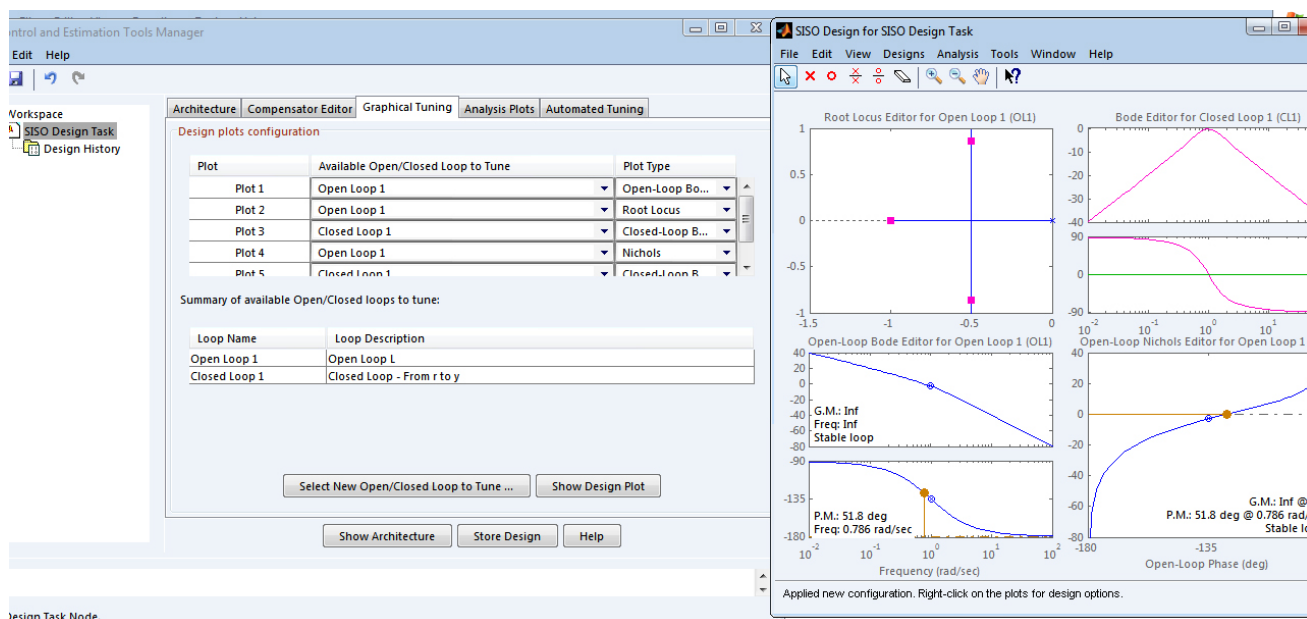 Control and Estimation Tools Manager
Edit Help
Workspace
SISO Design Task
Design History
Architecture Compensator Editor Graphical Tuning Analysis Plots Automated Tuning
Design plots configuration
Plot Available Open/Closed Loop to Tune Plot Type
Plot 1 Open Loop 1 Open-Loop Bo...
Plot 2 Open Loop 1 Root Locus
Plot 3 Closed Loop 1 Closed-Loop B...
Plot 4 Open Loop 1 Nichols
Plot 5 Closed Loop 1 Closed-Loop B
Summary of available Open/Closed loops to tune:
Loop Name Loop Description
Open Loop 1 Open Loop L
Closed Loop 1 Closed Loop - From r to y
Select New Open/Closed Loop to Tune ... Show Design Plot
Show Architecture Store Design Help
Design Task Node.
SISO Design for SISO Design Task
File Edit View Designs Analysis Tools Window Help
Root Locus Editor for Open Loop 1 (OL1)
1
0.5
0
-0.5
-1
-1.5 -1 -0.5 0
Bode Editor for Closed Loop 1 (CL1)
0
-10
-20
-30
-40
90
0
-90
10^-2 10^-1 10^0 10^1
Open-Loop Bode Editor for Open Loop 1 (OL1)
40
20
0
-20
-40
-60
-80
G.M.: Inf
Freq: Inf
Stable loop
-90
-135
-180
P.M.: 51.8 deg
Freq: 0.786 rad/sec
10^-2 10^-1 10^0 10^1 10^2
Frequency (rad/sec)
Open-Loop Nichols Editor for Open Loop 1
40
20
0
-20
-40
-60
-80
G.M.: Inf @
P.M.: 51.8 deg @ 0.786 rad/
Stable lo
-180 -135
Open-Loop Phase (deg)
Applied new configuration. Right-click on the plots for design options.